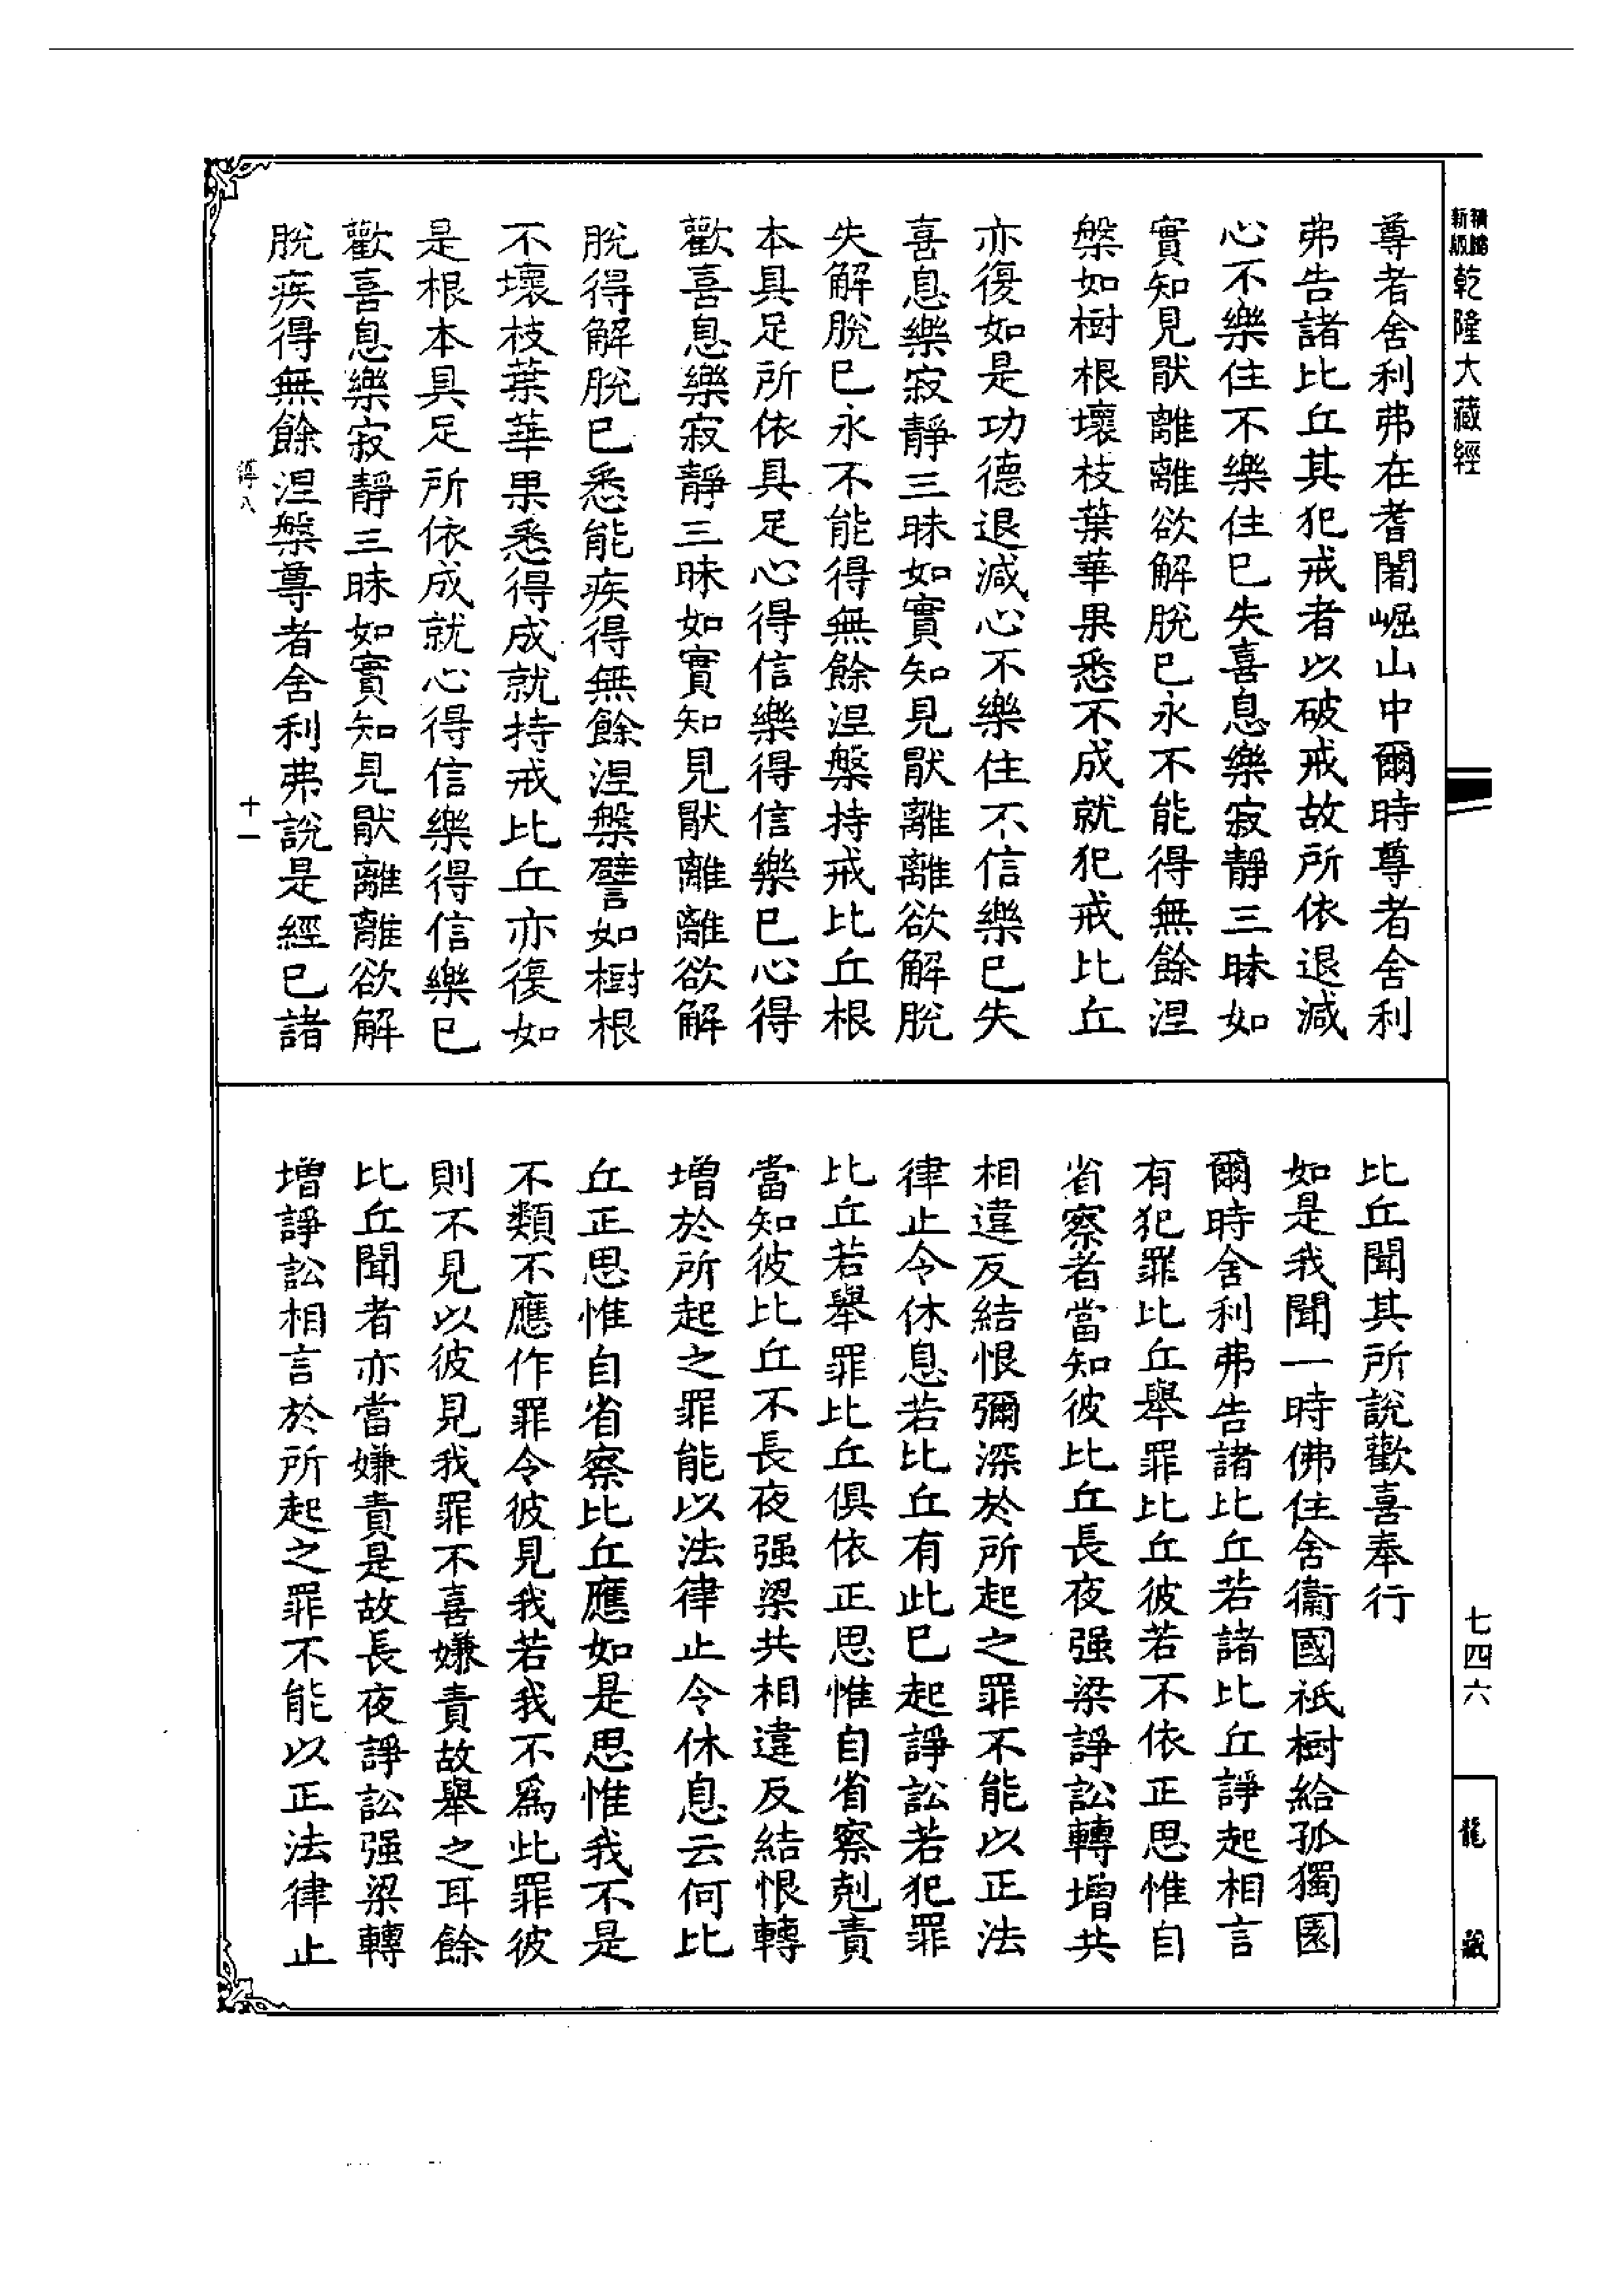 精縮新版乾隆大藏經
尊者舍利弗在耆闍崛山中爾時尊者舍利
弗告諸比丘其犯戒者以破戒故所依退減
心不樂住不樂住已失喜息樂寂靜三昧如
實知見厭離離欲解脫已永不能得無餘涅
槃如樹根壞枝葉華果悉不成就犯戒比丘
亦復如是功德退減心不樂住不信樂已失
喜息樂寂靜三昧如實知見厭離離欲解脫
失解脫已永不能得無餘涅槃持戒比丘根
本具足所依具足心得信樂得信樂已心得
歡喜息樂寂靜三昧如實知見厭離離欲解
脫得解脫已悉能疾得無餘涅槃譬如樹根
不壞枝葉華果悉得成就持戒比丘亦復如
是根本具足所依成就心得信樂得信樂已
歡喜息樂寂靜三昧如實知見厭離離欲解
脫疾得無餘涅槃尊者舍利弗說是經已諸
八 十一
比丘聞其所說歡喜奉行
如是我聞一時佛住舍衞國祇樹給孤獨園
爾時舍利弗告諸比丘若諸比丘諍起相言
有犯罪比丘舉罪比丘彼若不依正思惟自
省察者當知彼比丘長夜强梁諍訟轉增共
相違反結恨彌深於所起之罪不能以正法
律止令休息若比丘有此已起諍訟若犯罪
比丘若舉罪比丘俱依正思惟自省察剋責
當知彼比丘不長夜强梁共相違反結恨轉
增於所起之罪能以法律止令休息云何比
丘正思惟自省察比丘應如是思惟我不是
不類不應作罪令彼見我若我不爲此罪彼
則不見以彼見我罪不喜嫌責故舉之耳餘
比丘聞者亦當嫌責是故長夜諍訟强梁轉
增諍訟相言於所起之罪不能以正法律止
七四六
龍藏